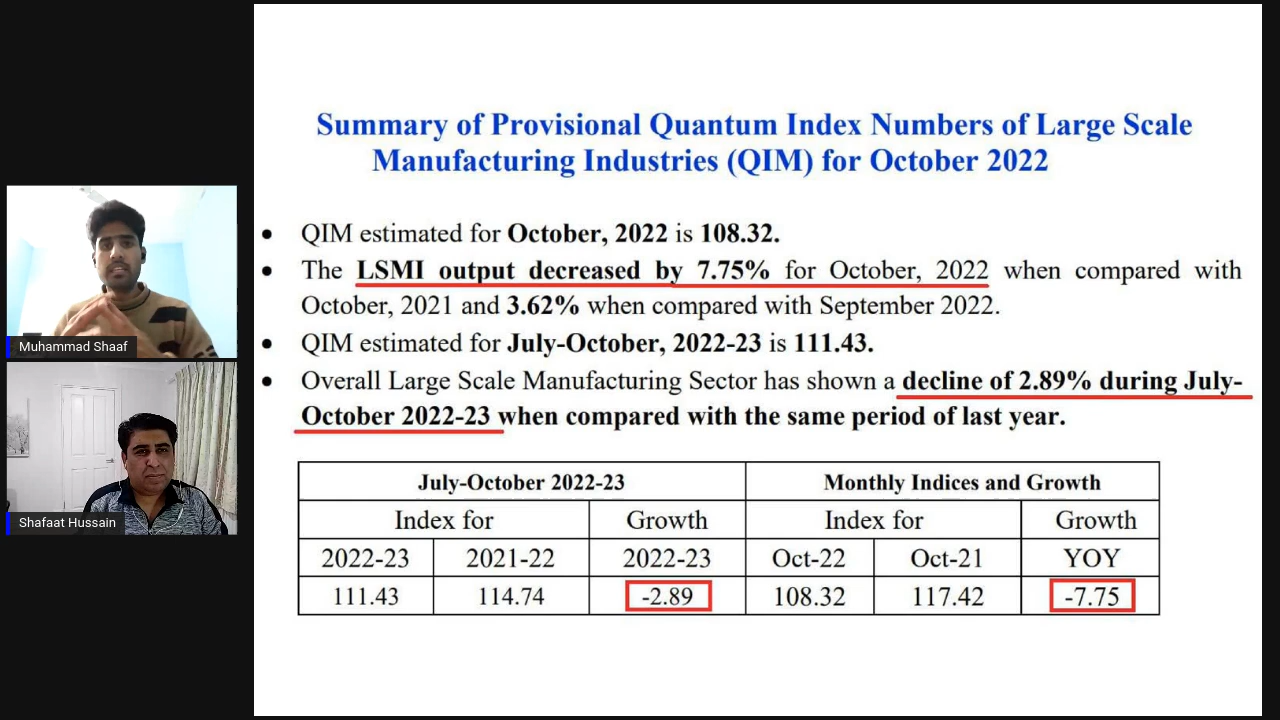 Summary of Provisional Quantum Index Numbers of Large Scale
Manufacturing Industries (QIM) for October 2022
• QIM estimated for October, 2022 is 108.32.
• The LSMI output decreased by 7.75% for October, 2022 when compared with
October, 2021 and 3.62% when compared with September 2022.
• QIM estimated for July-October, 2022-23 is 111.43.
• Overall Large Scale Manufacturing Sector has shown a decline of 2.89% during July-
October 2022-23 when compared with the same period of last year.
July-October 2022-23 Monthly Indices and Growth
Index for Growth Index for Growth
2022-23 2021-22 2022-23 Oct-22 Oct-21 YOY
111.43 114.74 -2.89 108.32 117.42 -7.75
Muhammad Shaaf
Shafaat Hussain